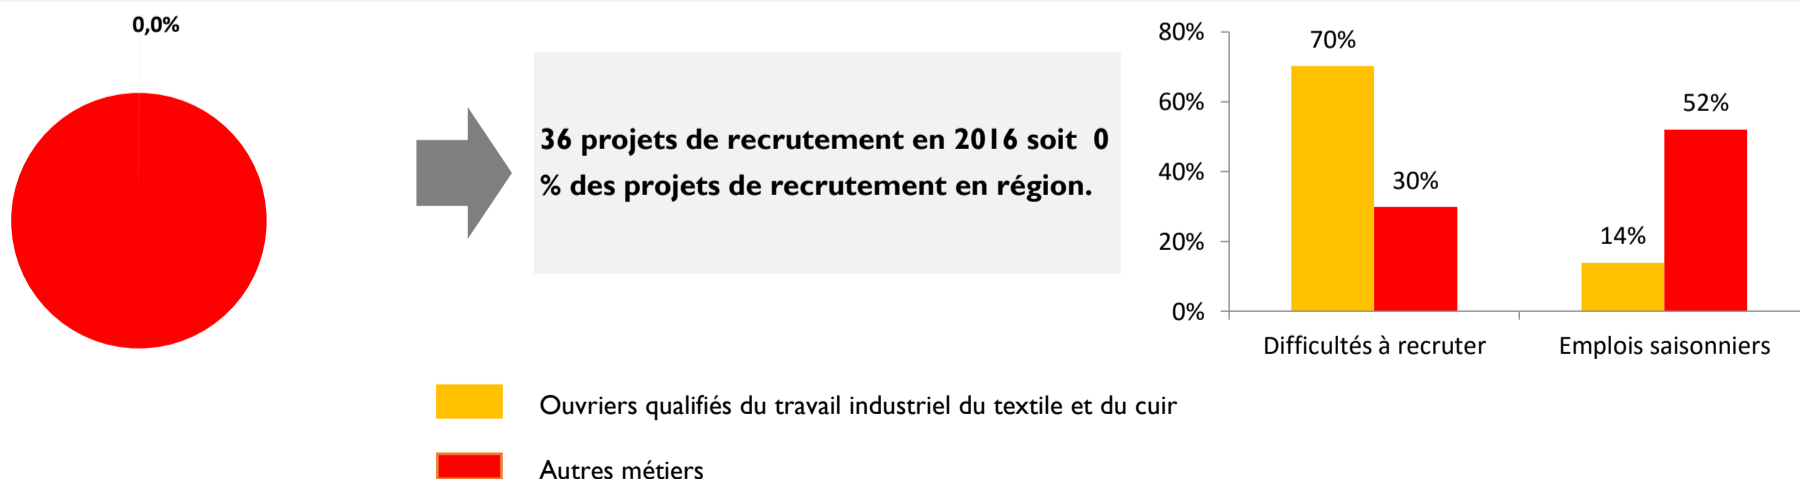 0,0%
36 projets de recrutement en 2016 soit  0
% des projets de recrutement en région.
80%
60%
40%
20%
0%
70%
30%
14%
52%
Difficultés à recruter
Emplois saisonniers
Ouvriers qualifiés du travail industriel du textile et du cuir
Autres métiers